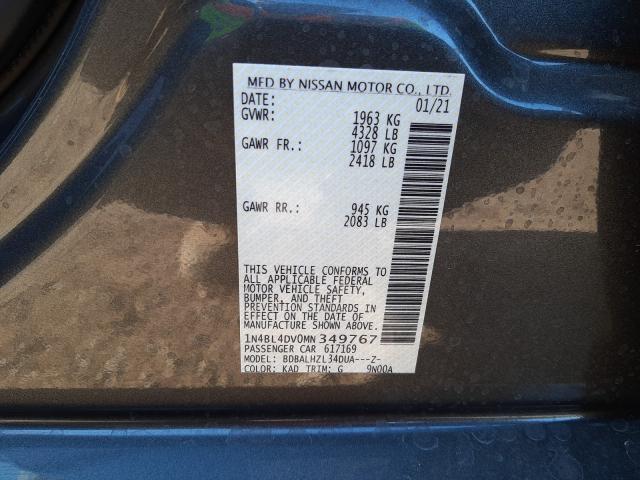 MFD BY NISSAN MOTOR CO., LTD.
DATE: 01/21
GVWR: 1963 KG
4328 LB
GAWR FR.: 1097 KG
2418 LB
GAWR RR.: 945 KG
2083 LB
THIS VEHICLE CONFORMS TO
ALL APPLICABLE FEDERAL
MOTOR VEHICLE SAFETY,
BUMPER, AND THEFT
PREVENTION STANDARDS IN
EFFECT ON THE DATE OF
MANUFACTURE SHOWN ABOVE.
1N4BL4DV0MN349767
PASSENGER CAR 617169
MODEL: BDBALHZL34DUA---Z-
COLOR: KAD TRIM: G 9N00A